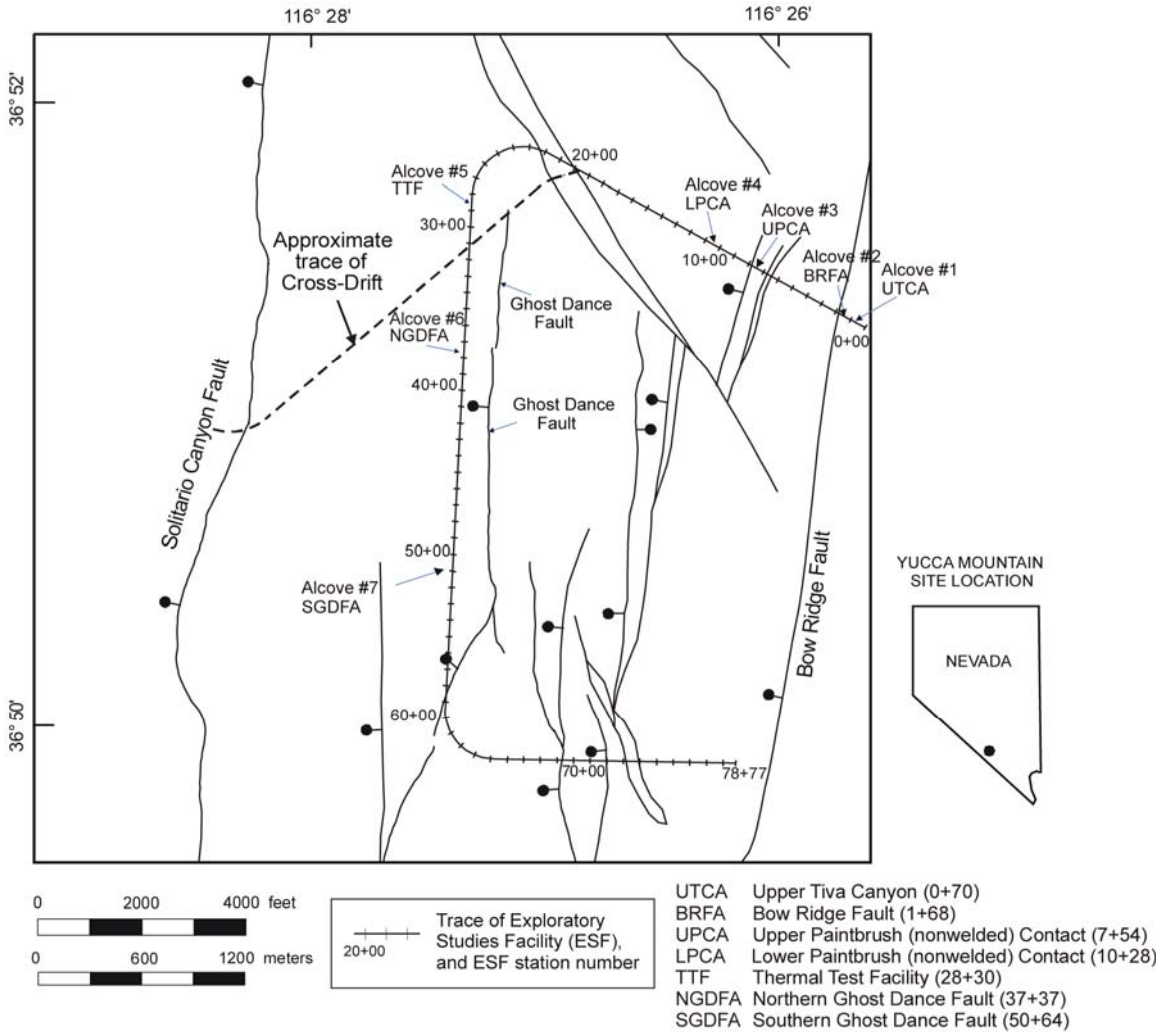 116° 28'
116° 26'
36° 52'
36° 50'
20+00
Alcove #5
TTF
30+00
Alcove #4
LPCA
Alcove #3
UPCA
10+00
Alcove #2
BRFA
Alcove #1
UTCA
0+00
Approximate
trace of
Cross-Drift
Ghost Dance
Fault
Alcove #6
NGDFA
40+00
Ghost Dance
Fault
Solitario Canyon Fault
50+00
Alcove #7
SGDFA
Bow Ridge Fault
60+00
70+00
78+77
YUCCA MOUNTAIN
SITE LOCATION
NEVADA
0 2000 4000 feet
0 600 1200 meters
20+00
Trace of Exploratory
Studies Facility (ESF),
and ESF station number
UTCA Upper Tiva Canyon (0+70)
BRFA Bow Ridge Fault (1+68)
UPCA Upper Paintbrush (nonwelded) Contact (7+54)
LPCA Lower Paintbrush (nonwelded) Contact (10+28)
TTF Thermal Test Facility (28+30)
NGDFA Northern Ghost Dance Fault (37+37)
SGDFA Southern Ghost Dance Fault (50+64)